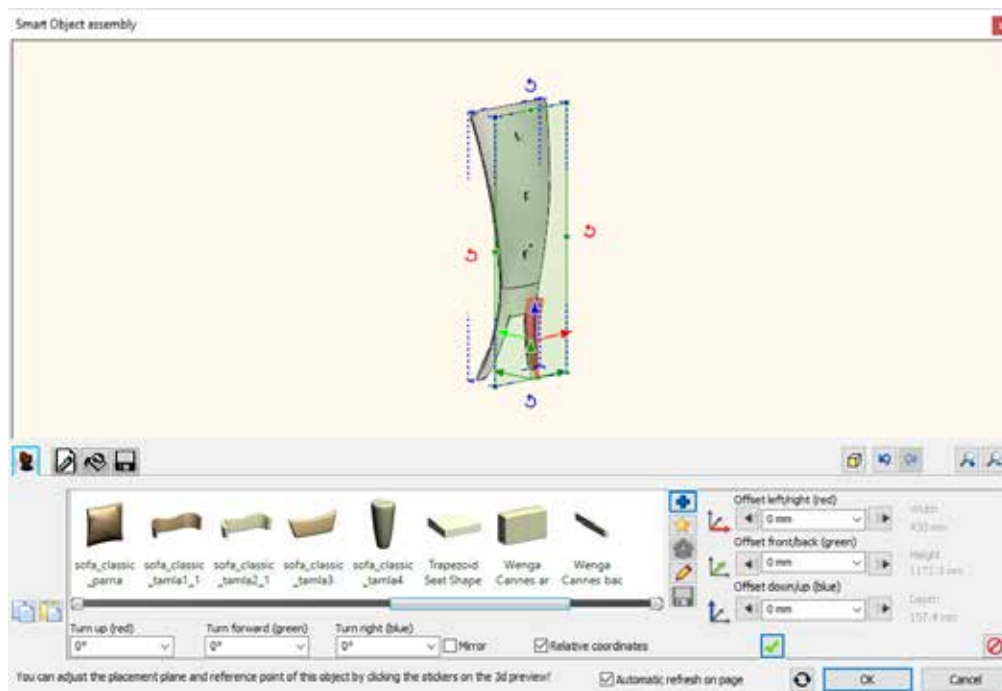 Smart Object assembly
Offset left/right (red)
0 mm
Width:
Offset front/back (green)
0 mm
Height:
Offset down/up (blue)
0 mm
Depth:
157.4 mm
sofa_classic _parna
sofa_classic _tamla1_1
sofa_classic _tamla2_1
sofa_classic _tamla3
sofa_classic _tamla4
Trapezoid Seat Shape
Wenga Cannes ar
Wenga Cannes bac
Turn up (red)
Turn forward (green)
Turn right (blue)
0°
0°
0°
Mirror
Relative coordinates
You can adjust the placement plane and reference point of this object by clicking the stickers on the 3d preview!
Automatic refresh on page
OK
Cancel